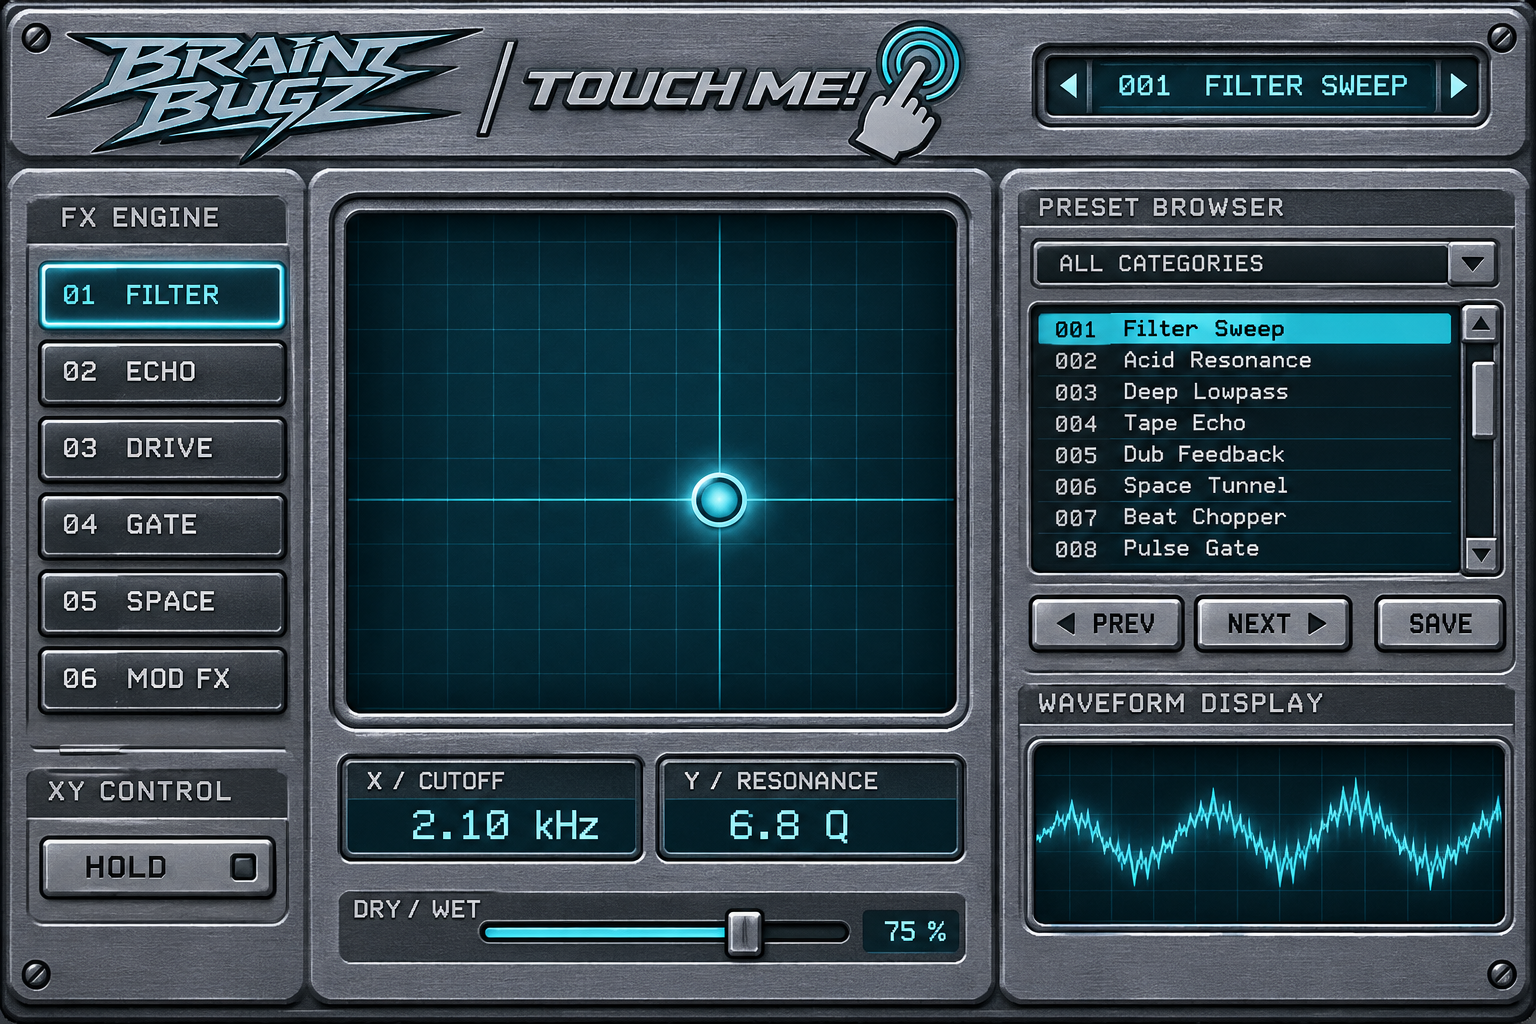 BRAINZ
BUGZ
TOUCH ME!
001 FILTER SWEEP
FX ENGINE
01 FILTER
02 ECHO
03 DRIVE
04 GATE
05 SPACE
06 MOD FX
XY CONTROL
HOLD
X / CUTOFF
2.10 kHz
Y / RESONANCE
6.8 Q
DRY / WET
75 %
PRESET BROWSER
ALL CATEGORIES
001 Filter Sweep
002 Acid Resonance
003 Deep Lowpass
004 Tape Echo
005 Dub Feedback
006 Space Tunnel
007 Beat Chopper
008 Pulse Gate
PREV
NEXT
SAVE
WAVEFORM DISPLAY